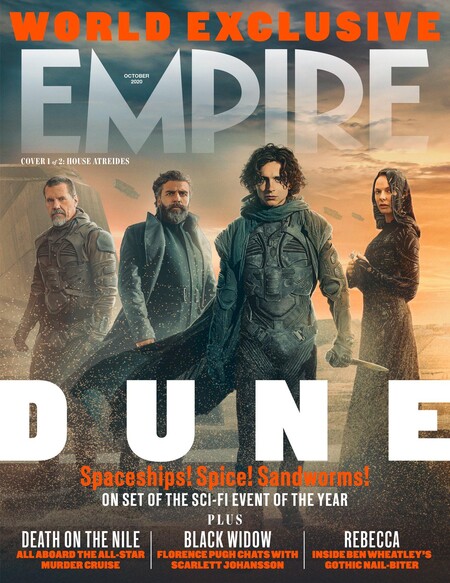 WORLD EXCLUSIVE
OCTOBER
2020
EMPIRE
COVER 1 of 2: HOUSE ATREIDES
DUNE
Spaceships! Spice! Sandworms!
ON SET OF THE SCI-FI EVENT OF THE YEAR
PLUS
DEATH ON THE NILE
ALL ABOARD THE ALL-STAR
MURDER CRUISE
BLACK WIDOW
FLORENCE PUGH CHATS WITH
SCARLETT JOHANSSON
REBECCA
INSIDE BEN WHEATLEY'S
GOTHIC NAIL-BITER